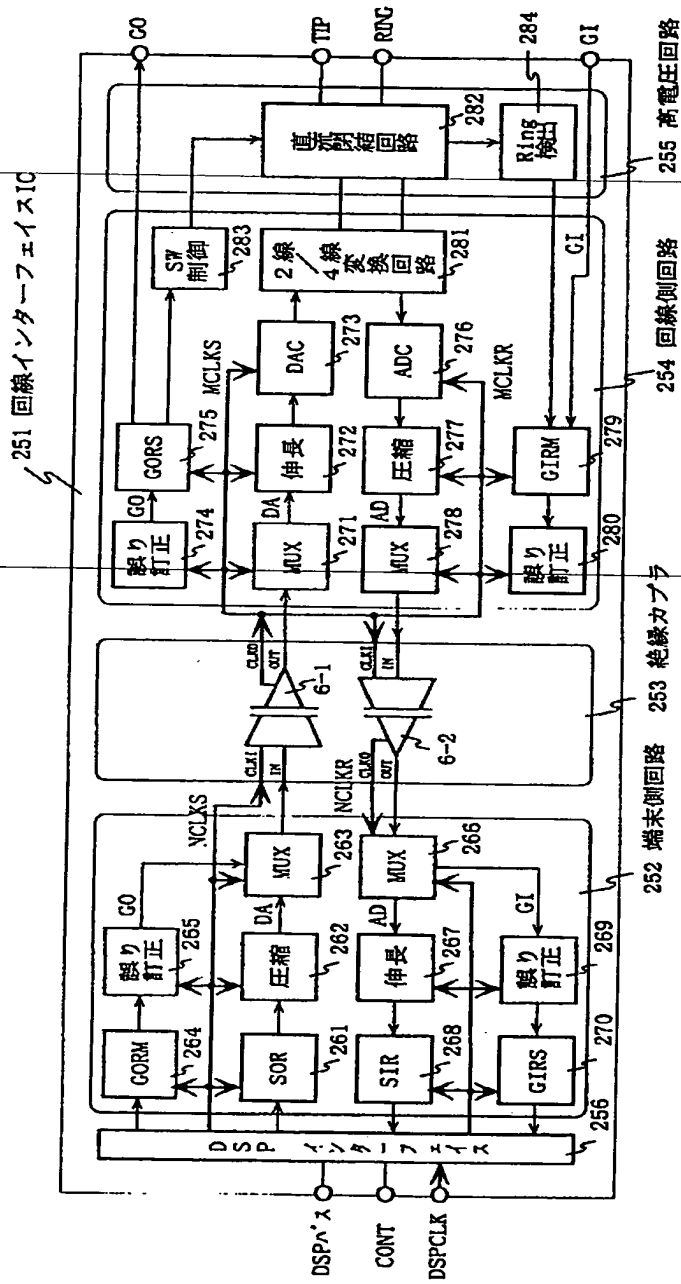 251 回線インターフェイスIC
GORM
264
誤り
訂正
265
GO
SOR
261
圧縮
262
DA
MUX
263
NCLKS
CLKI
IN
6-1
CLKO
OUT
誤り
訂正
274
GO
GORS
275
SW
制御
283
GO
MUX
271
DA
伸長
272
DAC
273
MCLKS
2線
/4線
変換
回路
281
直流閉結回路
282
TIP
RING
DSPバス
CONT
DSPCLK
DSPインターフェイス
256
SIR
268
伸長
267
AD
MUX
266
NCLKR
CLKO
OUT
6-2
CLKI
IN
MUX
278
AD
圧縮
277
ADC
276
MCLKR
GIRS
270
誤り
訂正
269
GI
誤り
訂正
280
GIRM
279
GI
Ring
検出
284
GI
252 端末側回路
253 絶縁カプラ
254 回線側回路
255 高電圧回路